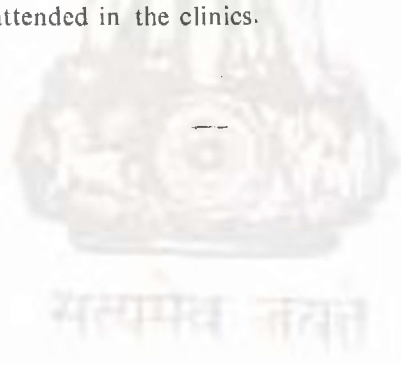 attended in the clinics.
सत्यमेव जयते